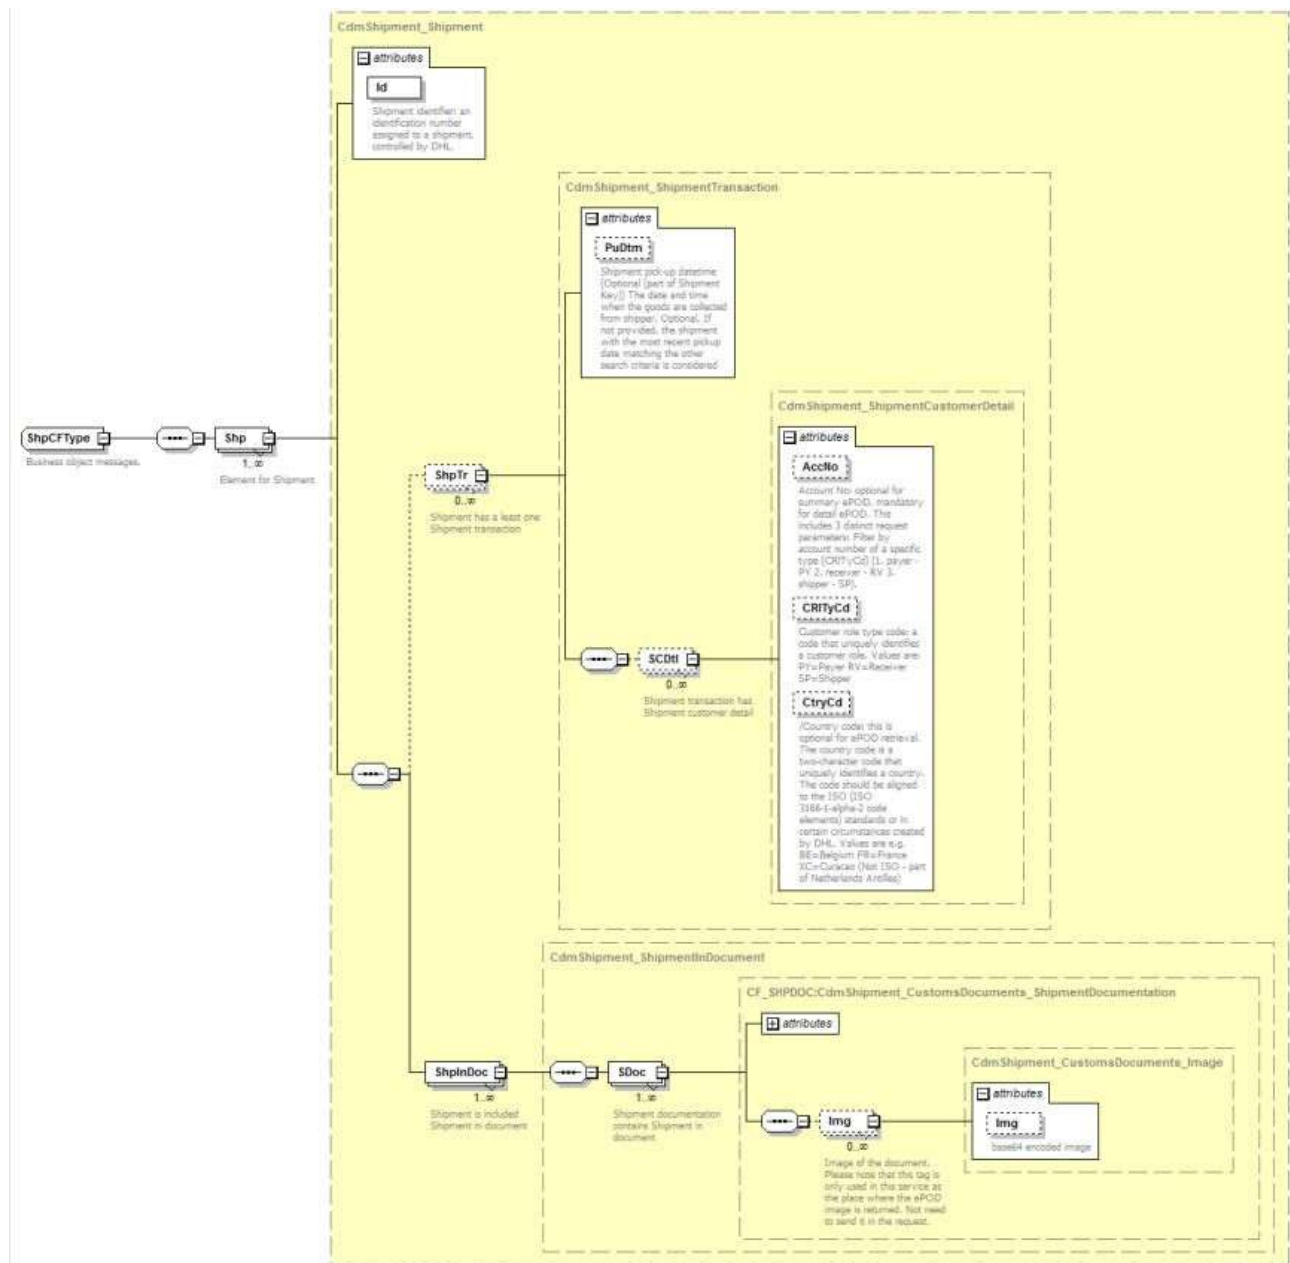 CdmShipment_Shipment
attributes
Id
Shipment identifier: an
identification number
assigned to a shipment,
controlled by DHL.
CdmShipment_ShipmentTransaction
attributes
PuDtm
Shipment pick-up datetime
(Optional (part of Shipment
Key)) The date and time
when the goods are collected
from shipper. Optional. If
not provided, the shipment
with the most recent pickup
date matching the other
search criteria is considered
CdmShipment_ShipmentCustomerDetail
attributes
AccNo
Account No: optional for
summary ePOD, mandatory
for detail ePOD. This
includes 3 distinct request
parameters: Filter by
account number of a specific
type (CRlTyCd) (1. payer -
PY 2. receiver - RV 3.
shipper - SP).
CRlTyCd
Customer role type code: a
code that uniquely identifies
a customer role. Values are:
PY=Payer RV=Receiver
SP=Shipper
CtryCd
/Country code: this is
optional for ePOD retrieval.
The country code is a
two-character code that
uniquely identifies a country.
The code should be aligned
to the ISO (ISO
3166-1-alpha-2 code
elements) standards or in
certain circumstances created
by DHL. Values are e.g.
BE=Belgium FR=France
XC=Curacao (Not ISO - part
of Netherlands Antilles)
ShpCFType
Business object messages.
Shp
1..∞
Element for Shipment
ShpTr
0..∞
Shipment has a least one
Shipment transaction
SCDtl
0..∞
Shipment transaction has
Shipment customer detail
CdmShipment_ShipmentInDocument
CF_SHPDOC:CdmShipment_CustomsDocuments_ShipmentDocumentation
attributes
CdmShipment_CustomsDocuments_Image
attributes
Img
base64 encoded image
ShpInDoc
1..∞
Shipment is included
Shipment in document
SDoc
1..∞
Shipment documentation
contains Shipment in
document
Img
0..∞
Image of the document.
Please note that this tag is
only used in this service as
the place where the ePOD
image is returned. Not need
to send it in the request.